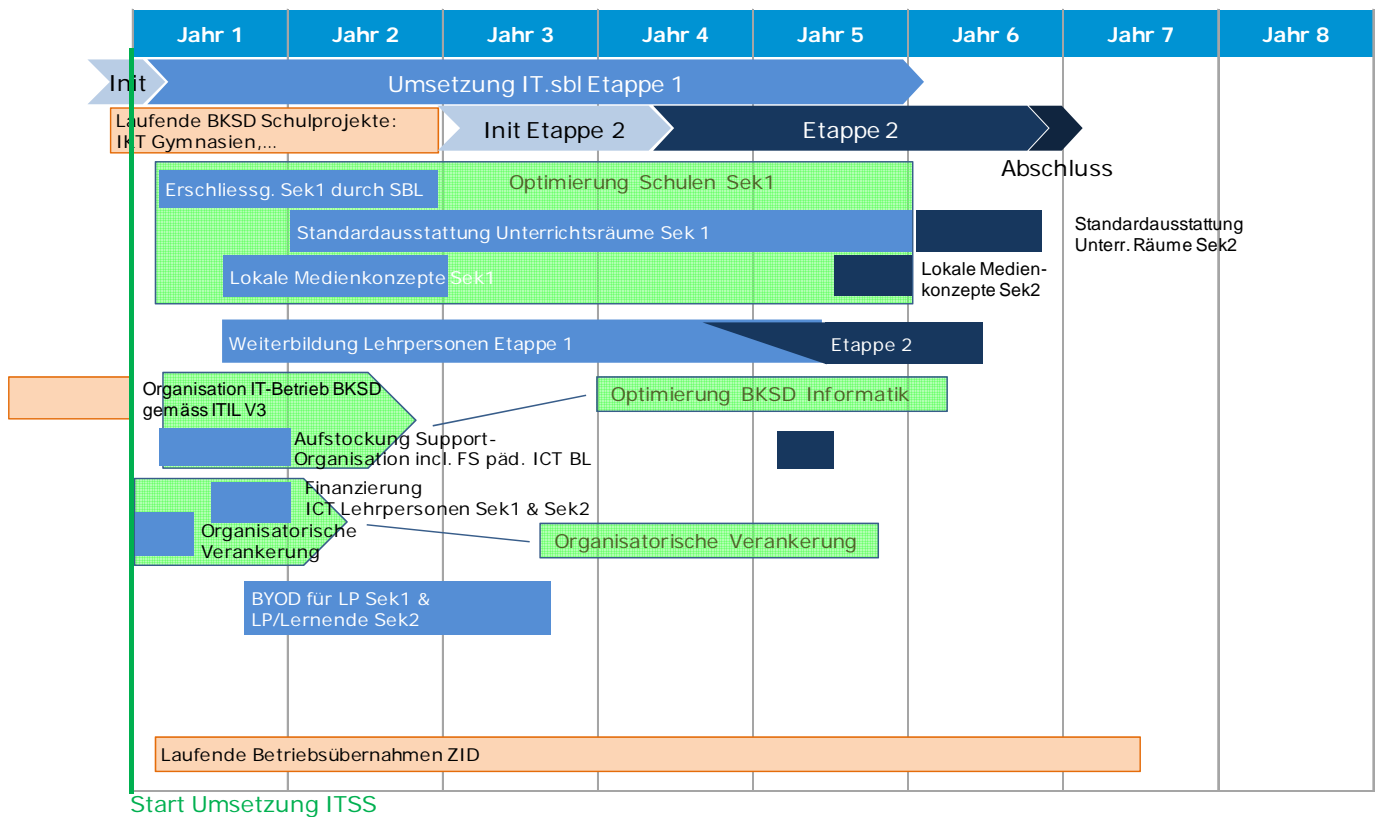 Jahr 1 Jahr 2 Jahr 3 Jahr 4 Jahr 5 Jahr 6 Jahr 7 Jahr 8
Init Umsetzung IT.sbl Etappe 1
Laufende BKSD Schulprojekte:
IKT Gymnasien,...
Init Etappe 2 Etappe 2
Abschluss
Optimierung Schulen Sek1
Erschliessg. Sek1 durch SBL
Standardausstattung Unterrichtsräume Sek 1
Standardausstattung
Unterr. Räume Sek2
Lokale Medienkonzepte Sek1
Lokale Medien-
konzepte Sek2
Weiterbildung Lehrpersonen Etappe 1 Etappe 2
Organisation IT-Betrieb BKSD
gemäss ITIL V3
Optimierung BKSD Informatik
Aufstockung Support-
Organisation incl. FS päd. ICT BL
Finanzierung
ICT Lehrpersonen Sek1 & Sek2
Organisatorische
Verankerung
Organisatorische Verankerung
BYOD für LP Sek1 &
LP/Lernende Sek2
Laufende Betriebsübernahmen ZID
Start Umsetzung ITSS